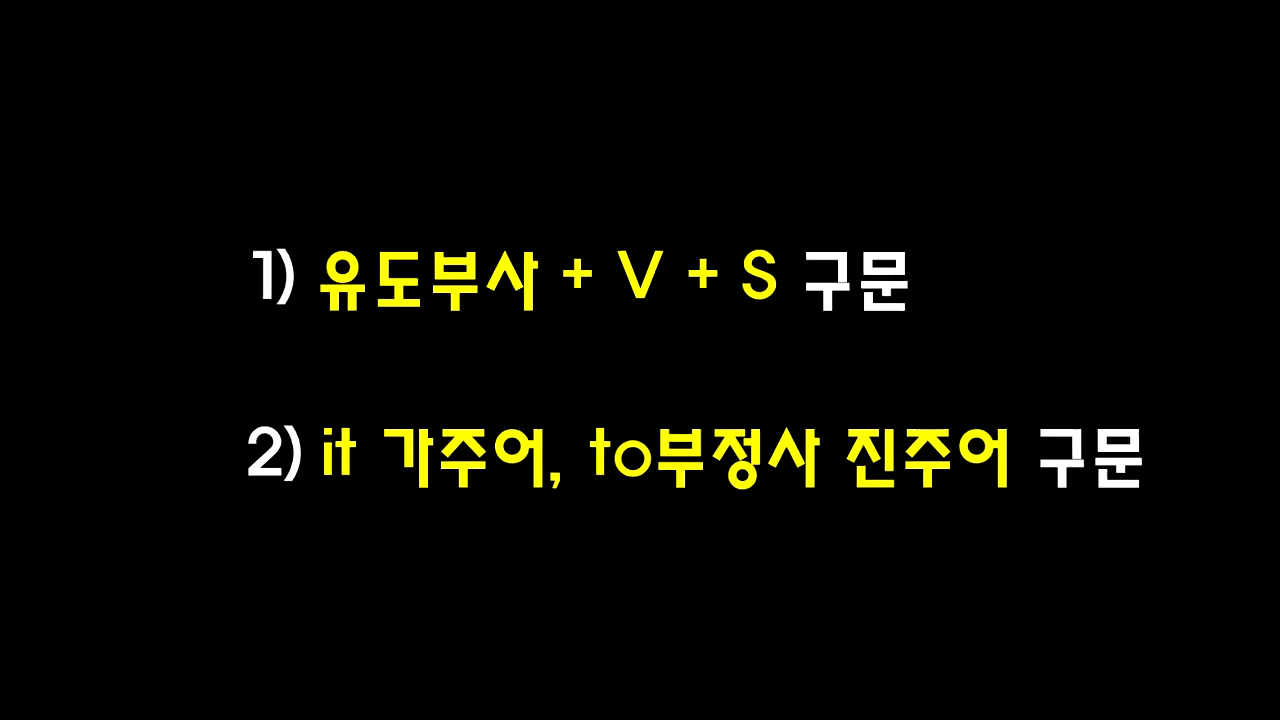 1) 유도부사 + V + S 구문
2) it 가주어, to부정사 진주어 구문